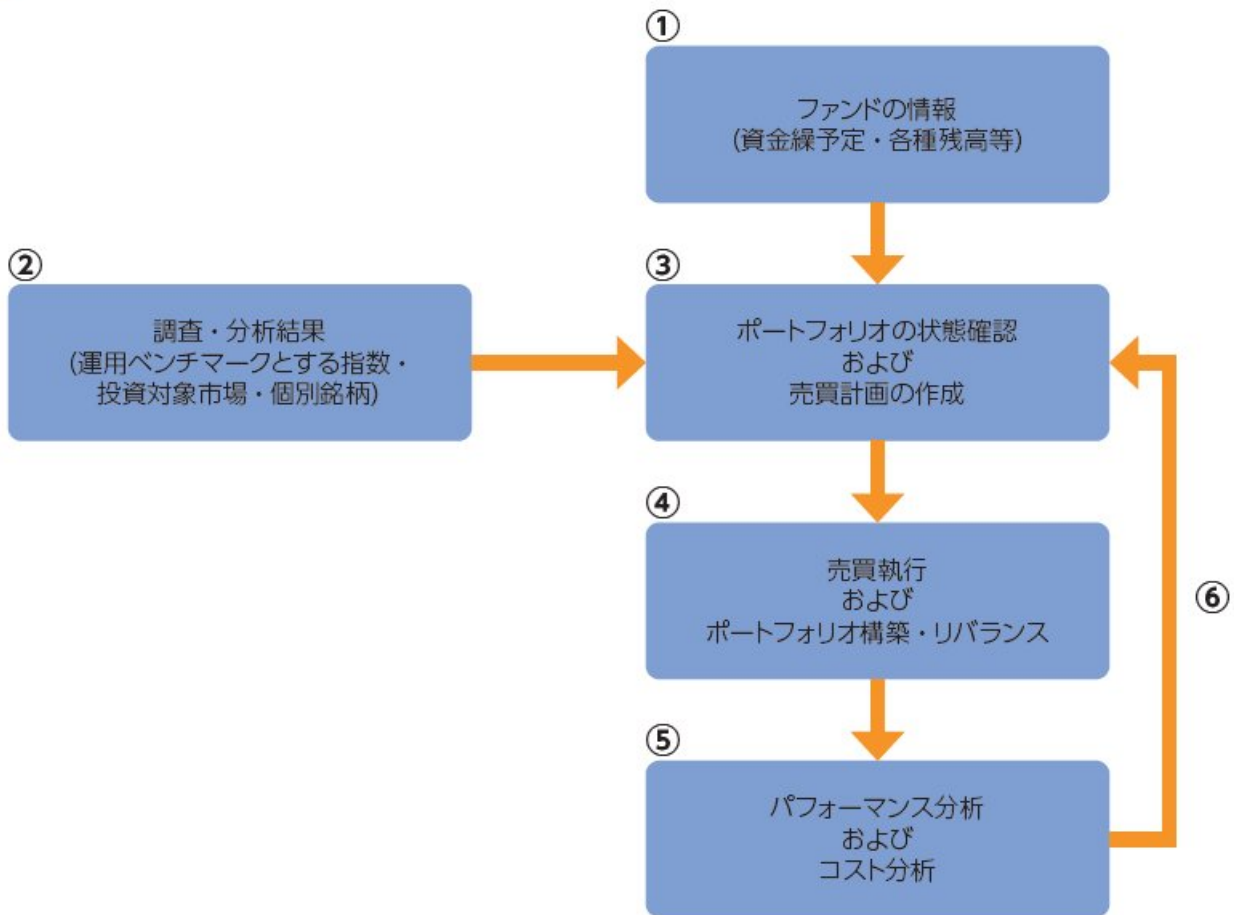 ①
ファンドの情報
(資金繰予定・各種残高等)
②
調査・分析結果
(運用ベンチマークとする指数・
投資対象市場・個別銘柄)
③
ポートフォリオの状態確認
および
売買計画の作成
④
売買執行
および
ポートフォリオ構築・リバランス
⑥
⑤
パフォーマンス分析
および
コスト分析